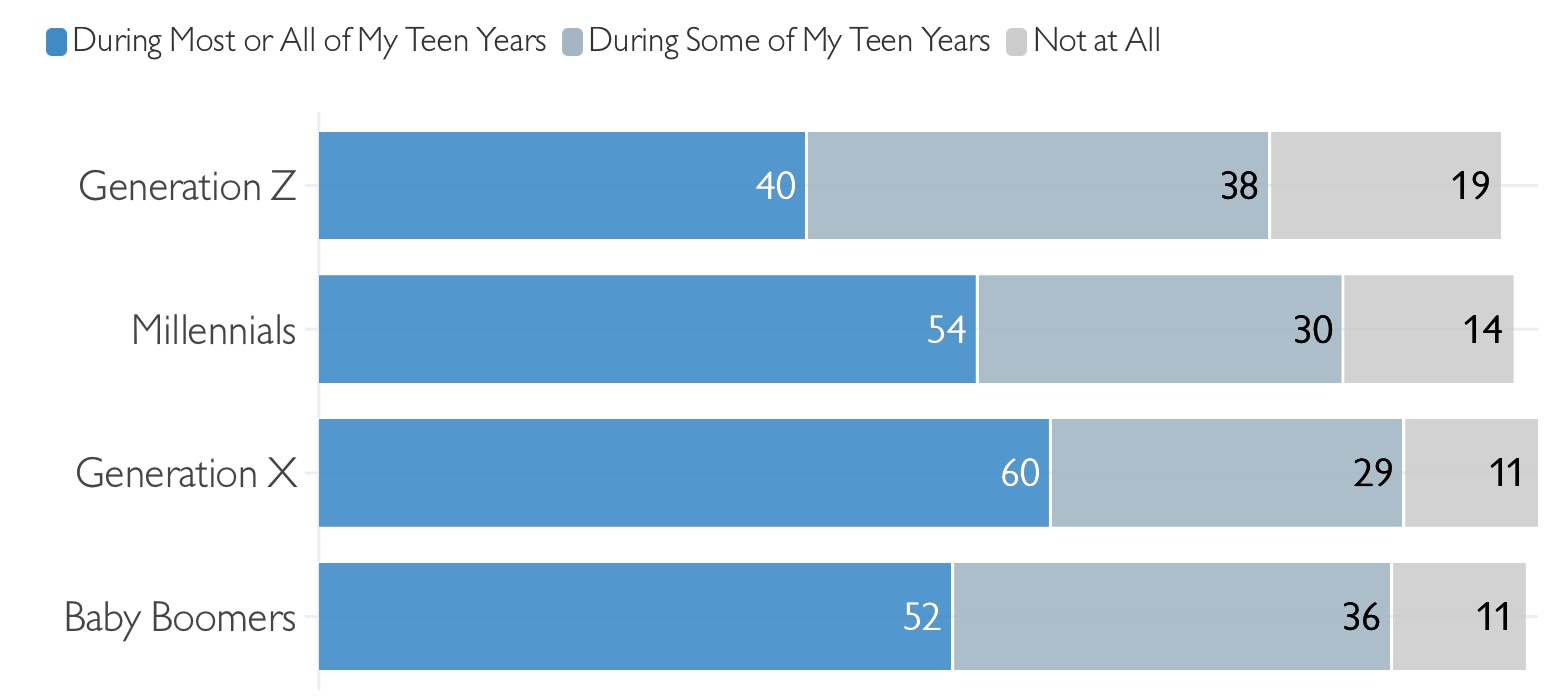 During Most or All of My Teen Years During Some of My Teen Years Not at All
Generation Z 40 38 19
Millennials 54 30 14
Generation X 60 29 11
Baby Boomers 52 36 11